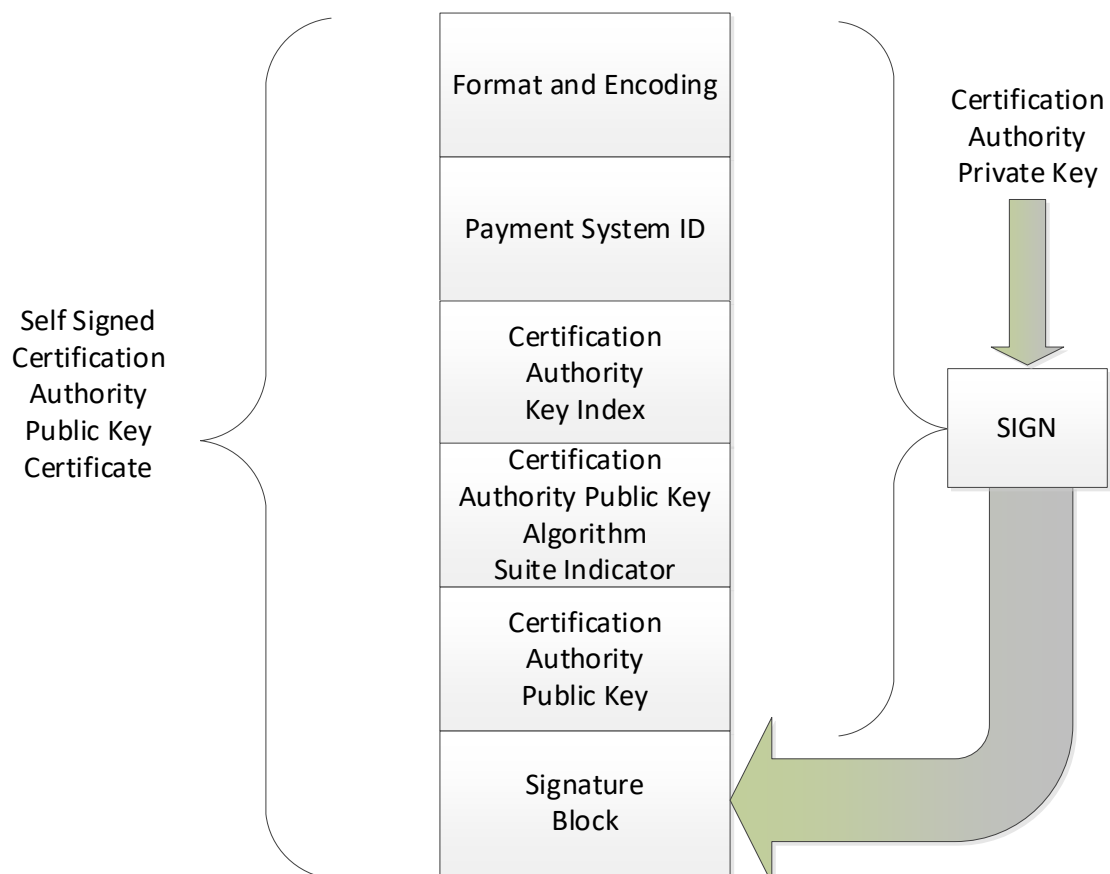 Format and Encoding
Payment System ID
Certification
Authority
Key Index
Certification
Authority Public Key
Algorithm
Suite Indicator
Certification
Authority
Public Key
Signature
Block
Self Signed
Certification
Authority
Public Key
Certificate
Certification
Authority
Private Key
SIGN